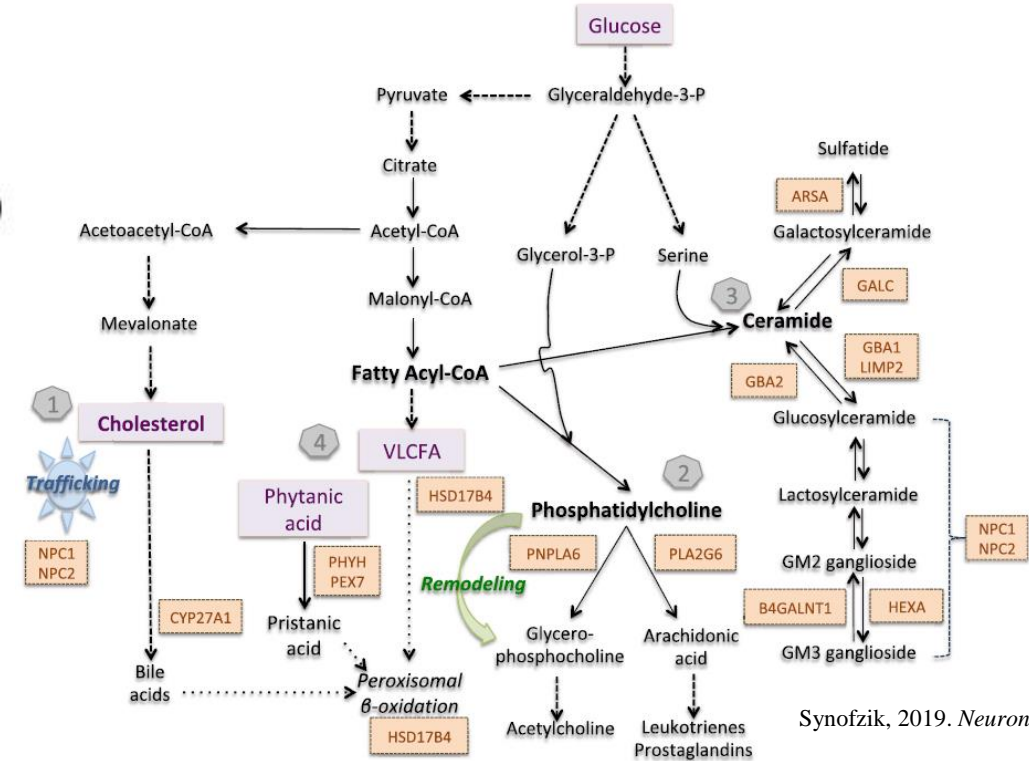 Glucose
Pyruvate
Glyceraldehyde-3-P
Citrate
Sulfatide
ARSA
Acetoacetyl-CoA
Acetyl-CoA
Galactosylceramide
Glycerol-3-P
Serine
GALC
Malonyl-CoA
3
Ceramide
Mevalonate
GBA1
LIMP2
Fatty Acyl-CoA
GBA2
1
Cholesterol
Glucosylceramide
4
VLCFA
Trafficking
2
HSD17B4
Lactosylceramide
Phytanic
acid
Phosphatidylcholine
NPC1
NPC2
NPC1
NPC2
PHYH
PEX7
Remodeling
PNPLA6
PLA2G6
GM2 ganglioside
CYP27A1
B4GALNT1
HEXA
Pristanic
acid
Glycero-
phosphocholine
Arachidonic
acid
GM3 ganglioside
Bile
acids
Peroxisomal
β-oxidation
HSD17B4
Acetylcholine
Leukotrienes
Prostaglandins
Synofzik, 2019. Neuron